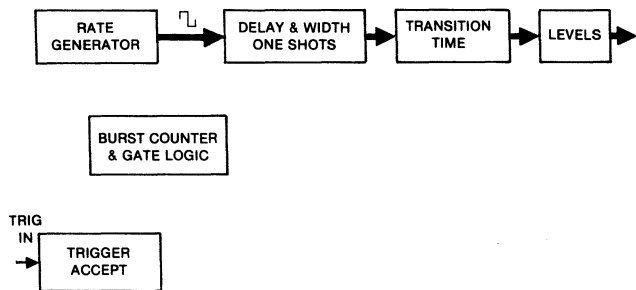 RATE
GENERATOR
DELAY & WIDTH
ONE SHOTS
TRANSITION
TIME
LEVELS
BURST COUNTER
& GATE LOGIC
TRIG
IN
TRIGGER
ACCEPT